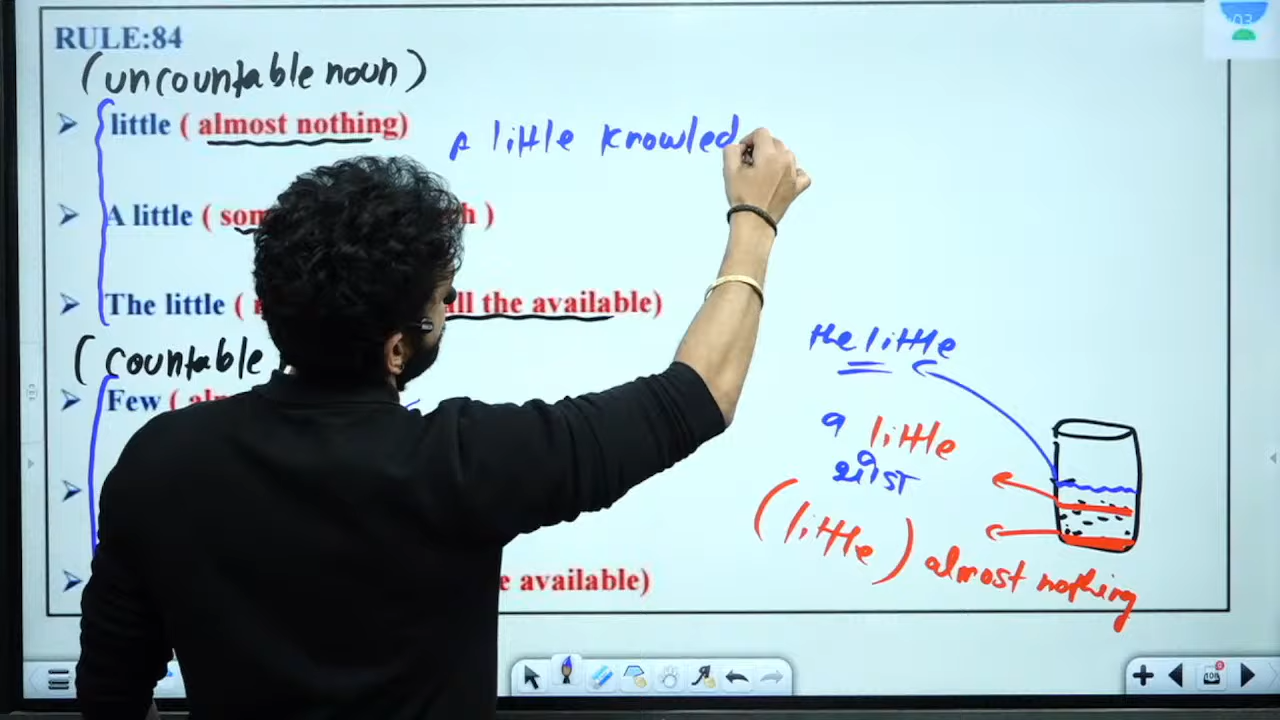 RULE:84
(uncountable noun)
little ( almost nothing)
A little knowled
A little ( som h )
The little ( all the available)
(countable
Few ( al
e available)
the little
a little
(little) almost nothing